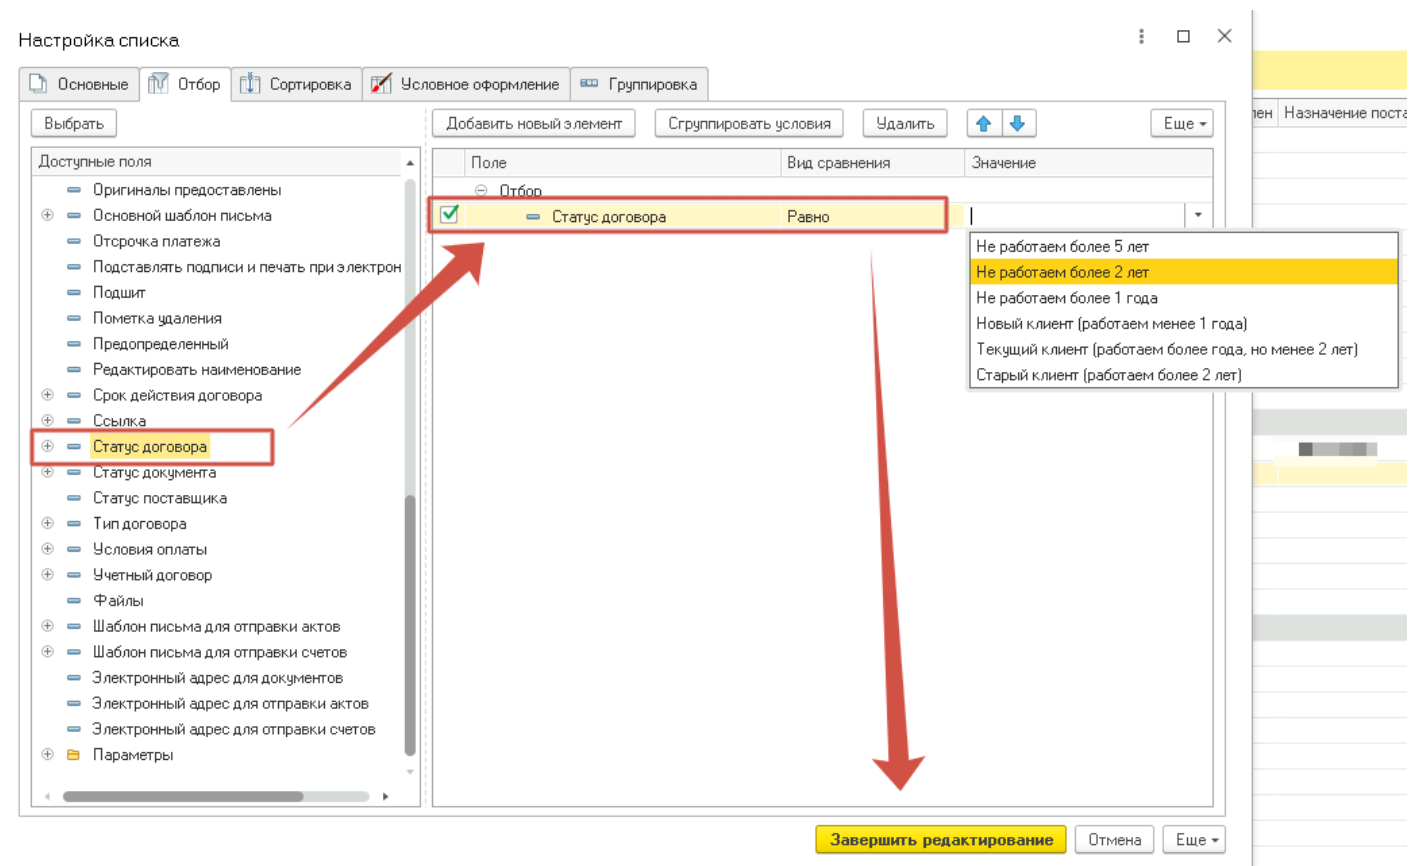 Настройка списка
Основные
Отбор
Сортировка
Условное оформление
Группировка
Выбрать
Добавить новый элемент
Сгруппировать условия
Удалить
Еще
Назначение
Доступные поля
Поле
Вид сравнения
Значение
Оригиналы предоставлены
Отбор
Основной шаблон письма
Статус договора
Равно
Отсрочка платежа
Не работаем более 5 лет
Подставлять подписи и печать при электрон
Не работаем более 2 лет
Подшит
Не работаем более 1 года
Пометка удаления
Новый клиент (работаем менее 1 года)
Предопределенный
Текущий клиент (работаем более года, но менее 2 лет)
Редактировать наименование
Старый клиент (работаем более 2 лет)
Срок действия договора
Ссылка
Статус договора
Статус документа
Статус поставщика
Тип договора
Условия оплаты
Учетный договор
Файлы
Шаблон письма для отправки актов
Шаблон письма для отправки счетов
Электронный адрес для документов
Электронный адрес для отправки актов
Электронный адрес для отправки счетов
Параметры
Завершить редактирование
Отмена
Еще